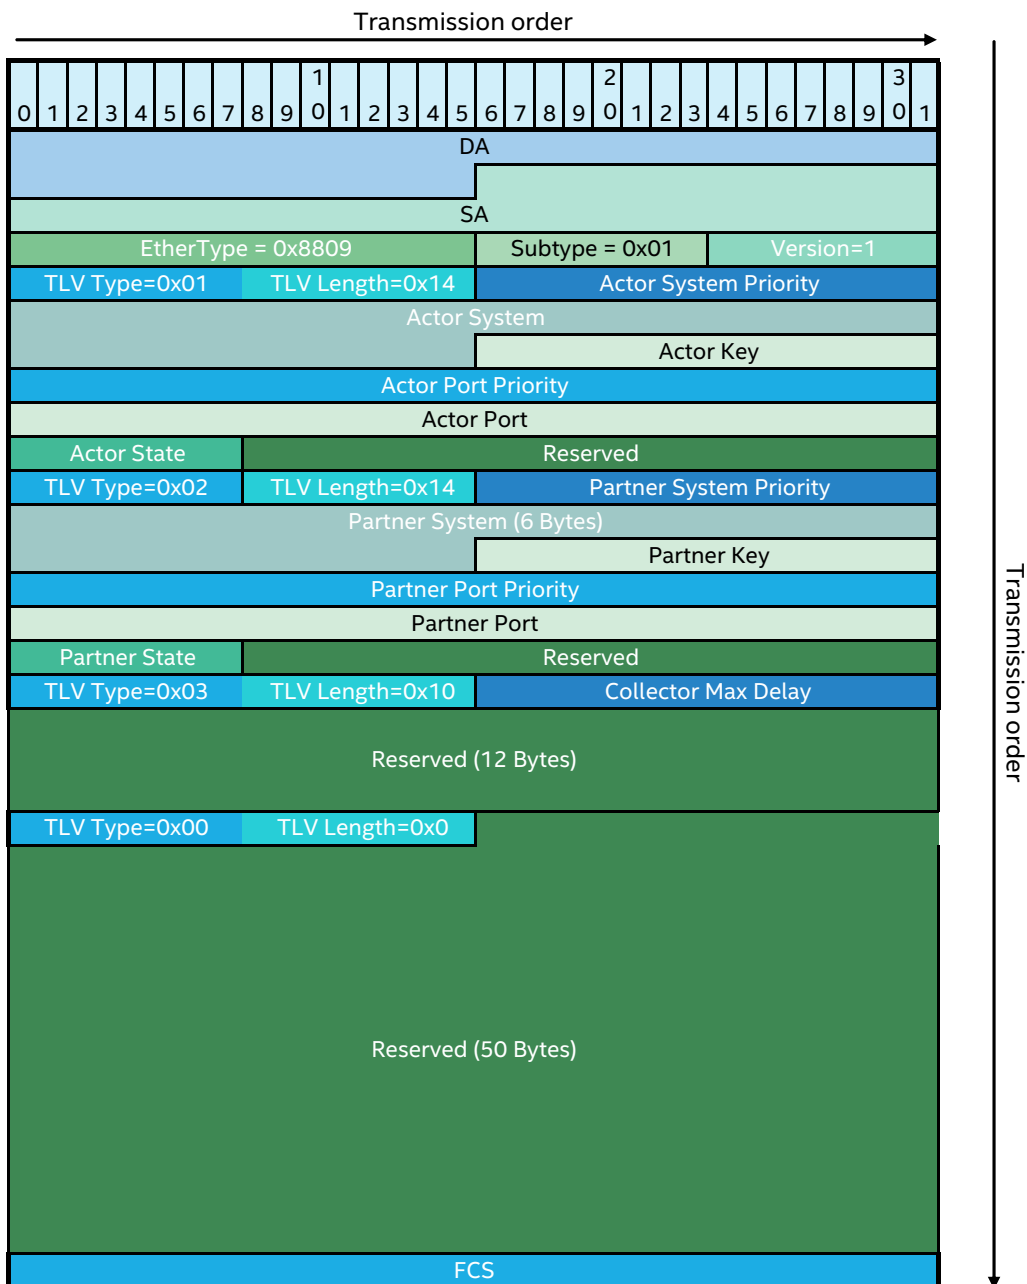 Transmission order
1 2 3
0 1 2 3 4 5 6 7 8 9 0 1 2 3 4 5 6 7 8 9 0 1 2 3 4 5 6 7 8 9 0 1
DA
SA
EtherType = 0x8809 Subtype = 0x01 Version=1
TLV Type=0x01 TLV Length=0x14 Actor System Priority
Actor System
Actor Key
Actor Port Priority
Actor Port
Actor State Reserved
TLV Type=0x02 TLV Length=0x14 Partner System Priority
Partner System (6 Bytes)
Partner Key
Partner Port Priority
Partner Port
Partner State Reserved
TLV Type=0x03 TLV Length=0x10 Collector Max Delay
Reserved (12 Bytes)
TLV Type=0x00 TLV Length=0x0
Reserved (50 Bytes)
FCS
Transmission order